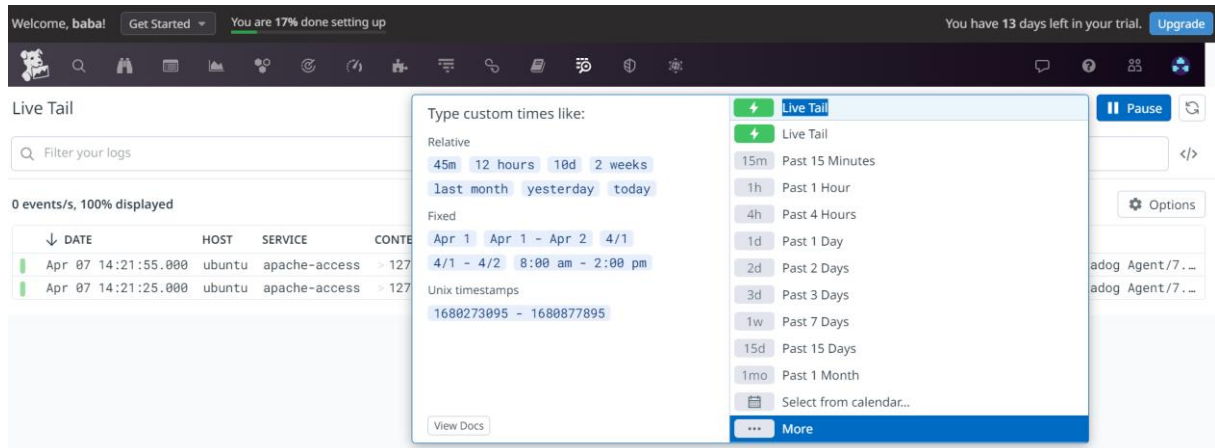 Welcome, baba! Get Started You are 17% done setting up You have 13 days left in your trial. Upgrade
Live Tail
Filter your logs
0 events/s, 100% displayed
DATE HOST SERVICE CONTE
Apr 07 14:21:55.000 ubuntu apache-access > 127
Apr 07 14:21:25.000 ubuntu apache-access > 127
Type custom times like:
Relative
45m 12 hours 10d 2 weeks
last month yesterday today
Fixed
Apr 1 Apr 1 - Apr 2 4/1
4/1 - 4/2 8:00 am - 2:00 pm
Unix timestamps
1680273095 - 1680877895
View Docs
Live Tail
Live Tail
15m Past 15 Minutes
1h Past 1 Hour
4h Past 4 Hours
1d Past 1 Day
2d Past 2 Days
3d Past 3 Days
1w Past 7 Days
15d Past 15 Days
1mo Past 1 Month
Select from calendar...
... More
Pause
</>
Options
adog Agent/7.…
adog Agent/7.…